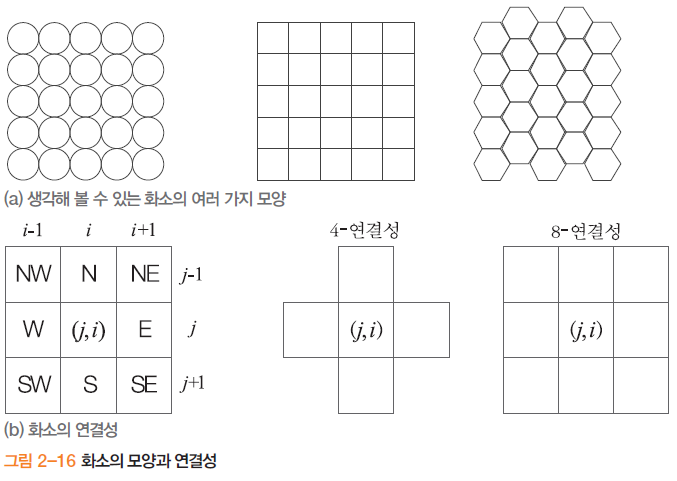 (a) 생각해 볼 수 있는 화소의 여러 가지 모양
i-1 i i+1
NW N NE j-1
W (j,i) E j
SW S SE j+1
4-연결성
(j,i)
8-연결성
(j,i)
(b) 화소의 연결성
그림 2-16 화소의 모양과 연결성